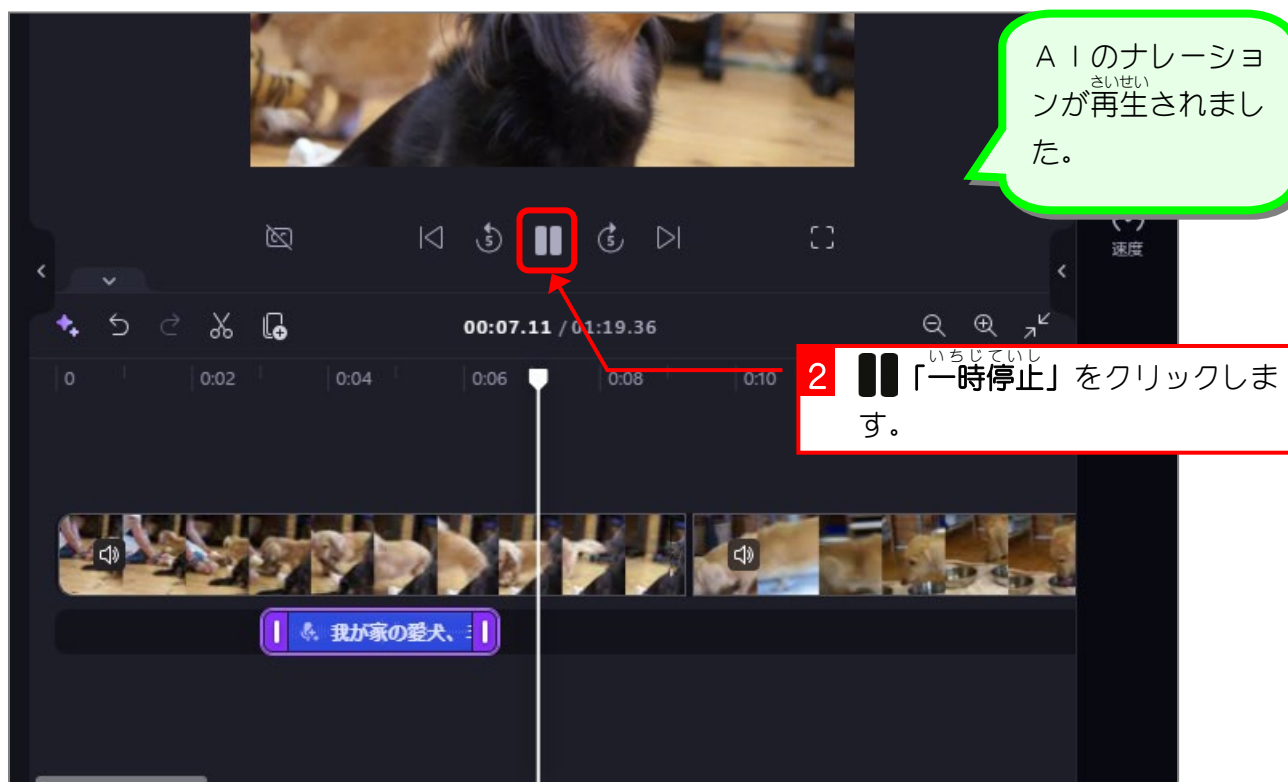 ＡＩのナレーショ
さいせい
ンが再生されまし
た。
5
5
速度
00:07.11 / 01:19.36
0
0:02
0:04
0:06
0:08
0:10
2
いちじていし
「一時停止」をクリックしま
す。
我が家の愛犬、